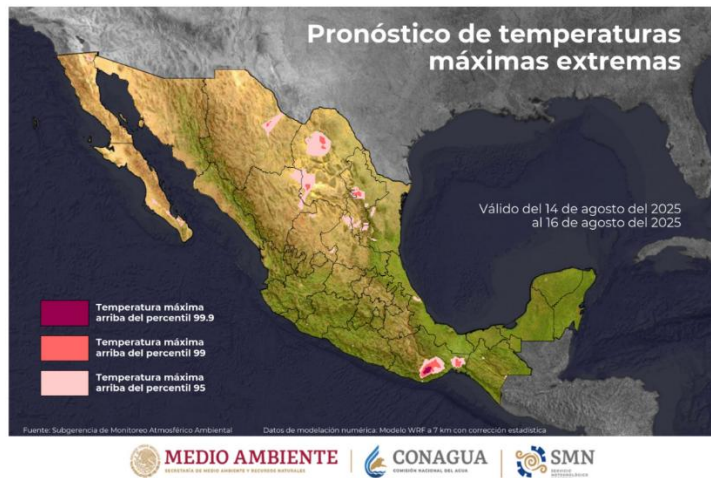 Pronóstico de temperaturas
máximas extremas
Válido del 14 de agosto del 2025
al 16 de agosto del 2025
Temperatura máxima
arriba del percentil 99.9
Temperatura máxima
arriba del percentil 99
Temperatura máxima
arriba del percentil 95
Fuente: Subgerencia de Monitoreo Atmosférico Ambiental
Datos de modelación numérica: Modelo WRF a 7 km con corrección estadística
MEDIO AMBIENTE
SECRETARÍA DE MEDIO AMBIENTE Y RECURSOS NATURALES
CONAGUA
COMISIÓN NACIONAL DEL AGUA
SMN
SERVICIO
METEOROLÓGICO